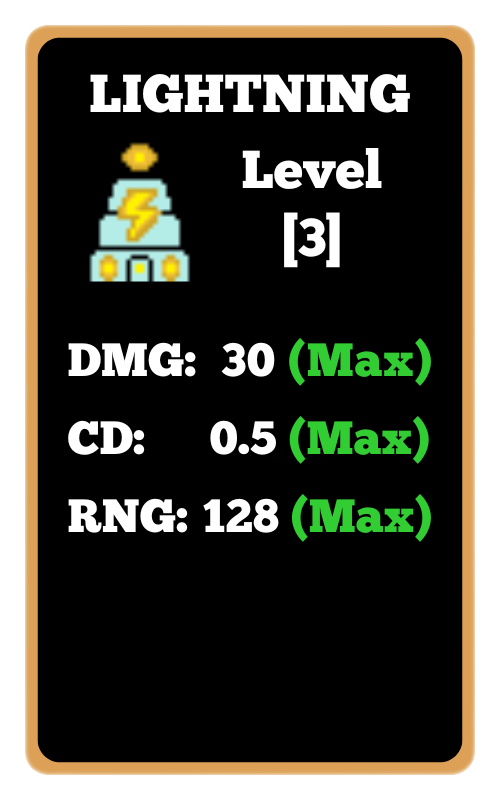 LIGHTNING
Level
[3]
DMG: 30 (Max)
CD: 0.5 (Max)
RNG: 128 (Max)